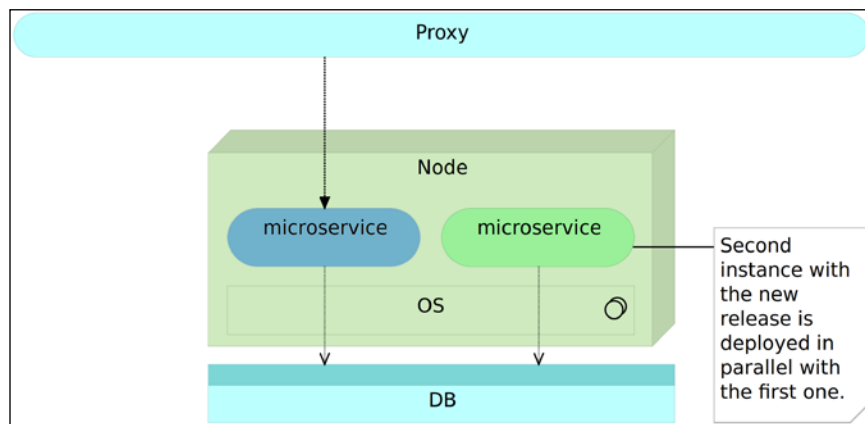 Proxy
Node
microservice
microservice
Second
instance with
the new
release is
deployed in
parallel with
the first one.
OS
DB